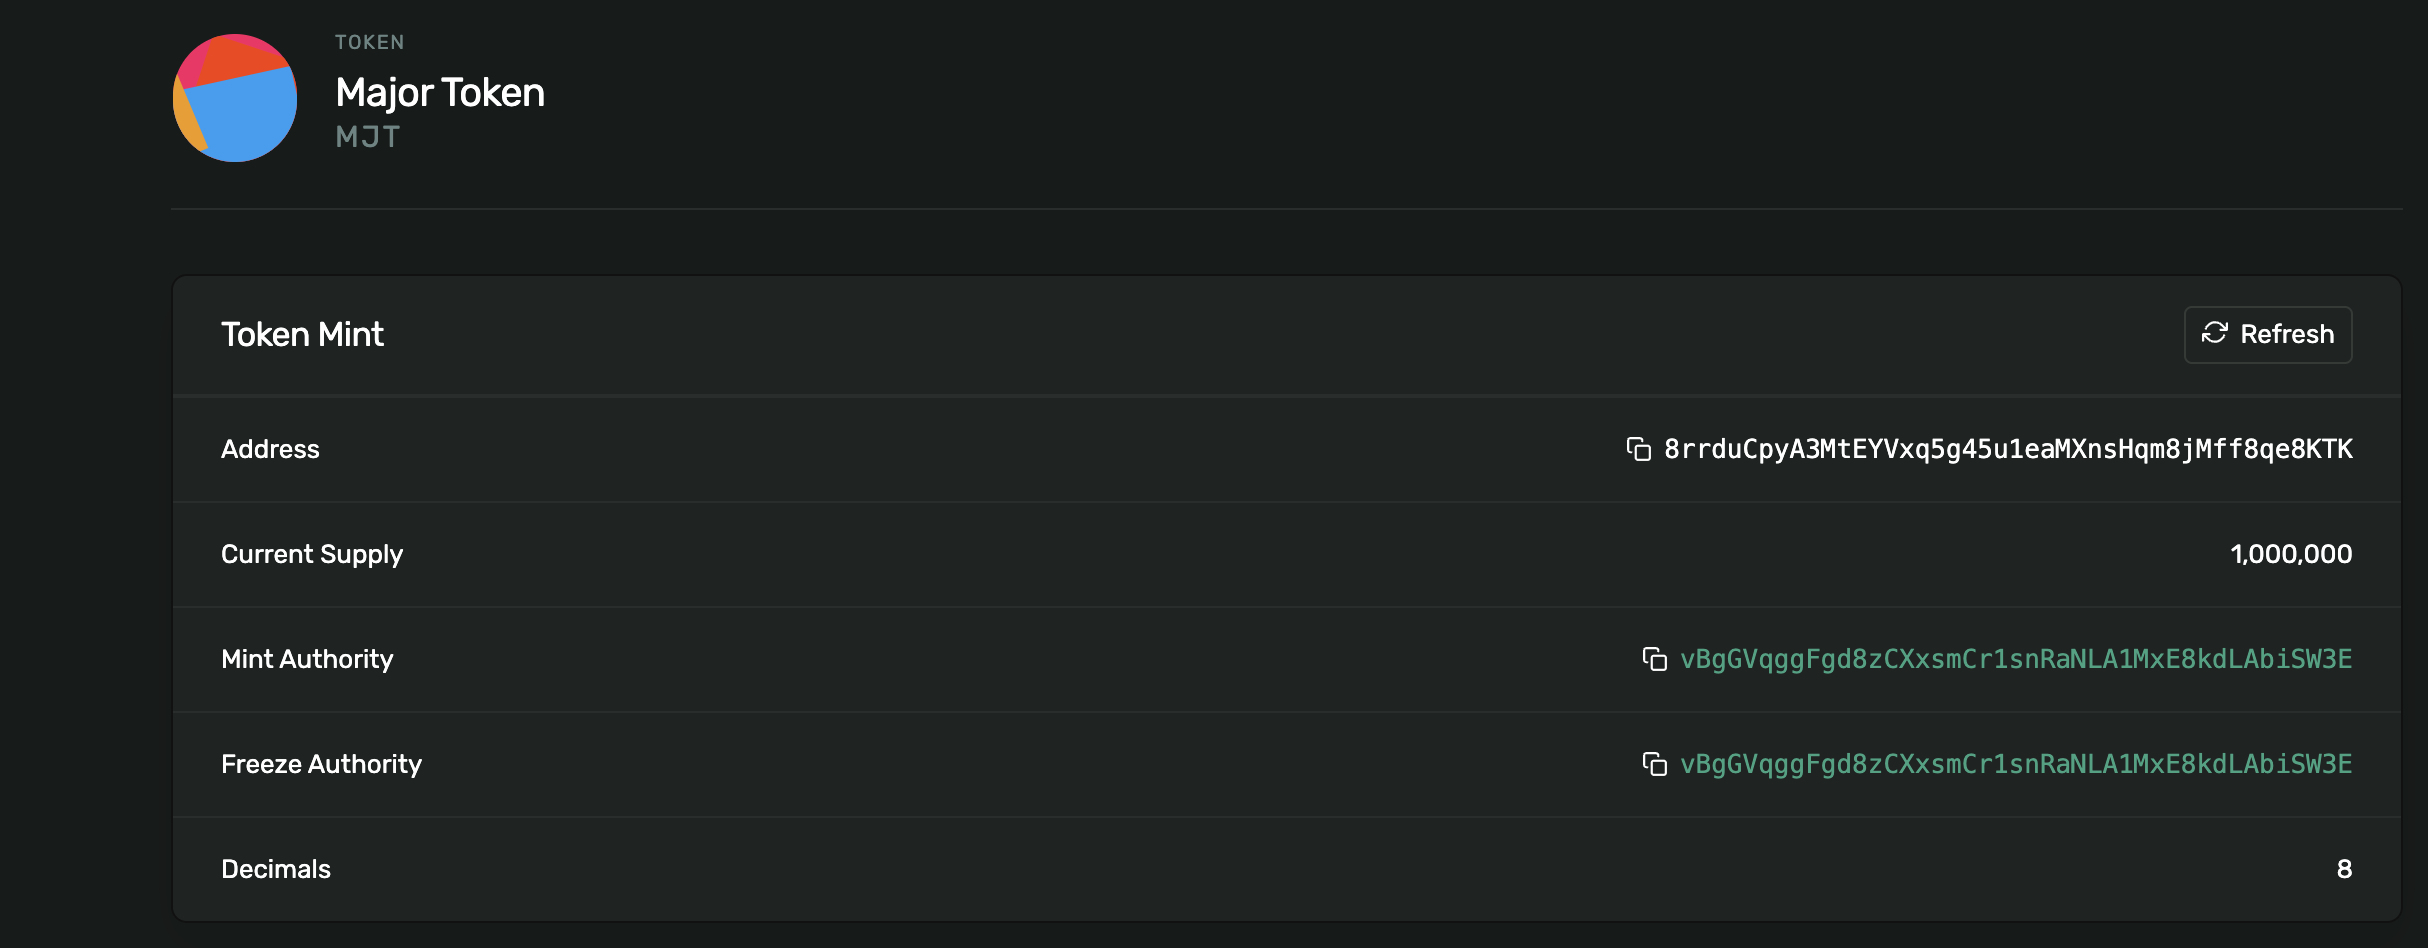 TOKEN
Major Token
MJT
Token Mint
Refresh
Address
8rrduCpyA3MtEYVxq5g45u1eaMXnsHqm8jMff8qe8KTK
Current Supply
1,000,000
Mint Authority
vBgGVqggFgd8zCXxsmCr1snRaNLA1MxE8kdLAbiSW3E
Freeze Authority
vBgGVqggFgd8zCXxsmCr1snRaNLA1MxE8kdLAbiSW3E
Decimals
8